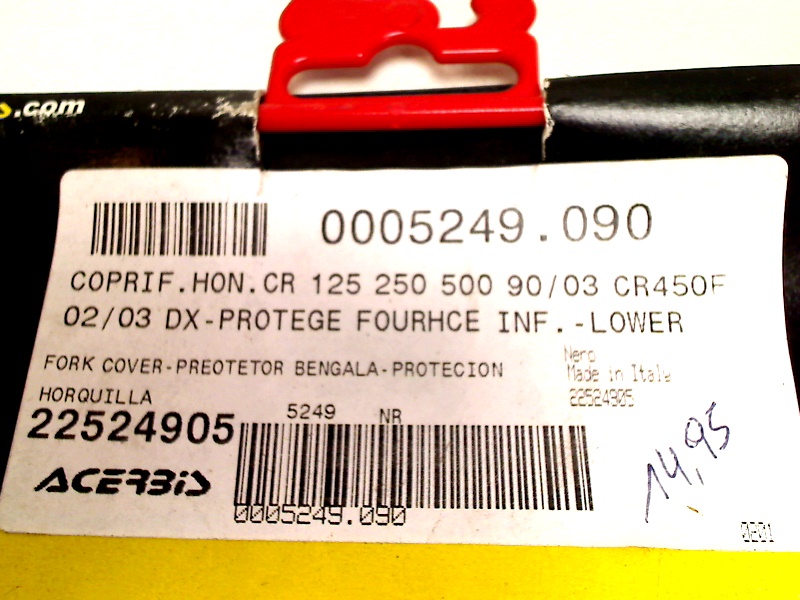 .com
0005249.090
COPRIF.HON.CR 125 250 500 90/03 CR450F
02/03 DX-PROTEGE FOURHCE INF.-LOWER
FORK COVER-PREOTETOR BENGALA-PROTECION
HORQUILLA
Nero
Made in Italy
22524905
22524905
5249 NR
ACERBIS
0005249.090
14,95
0201